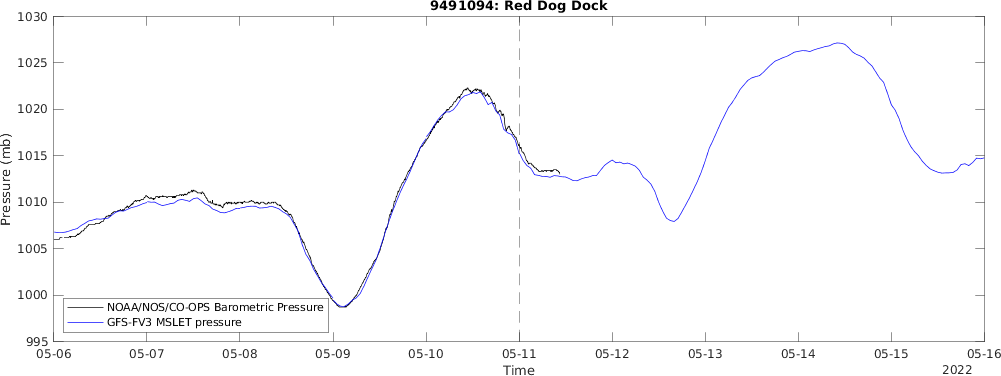 9491094: Red Dog Dock
1030
1025
1020
1015
1010
1005
1000
995
Pressure (mb)
NOAA/NOS/CO-OPS Barometric Pressure
GFS-FV3 MSLET pressure
05-06 05-07 05-08 05-09 05-10 05-11 05-12 05-13 05-14 05-15 05-16
Time
2022